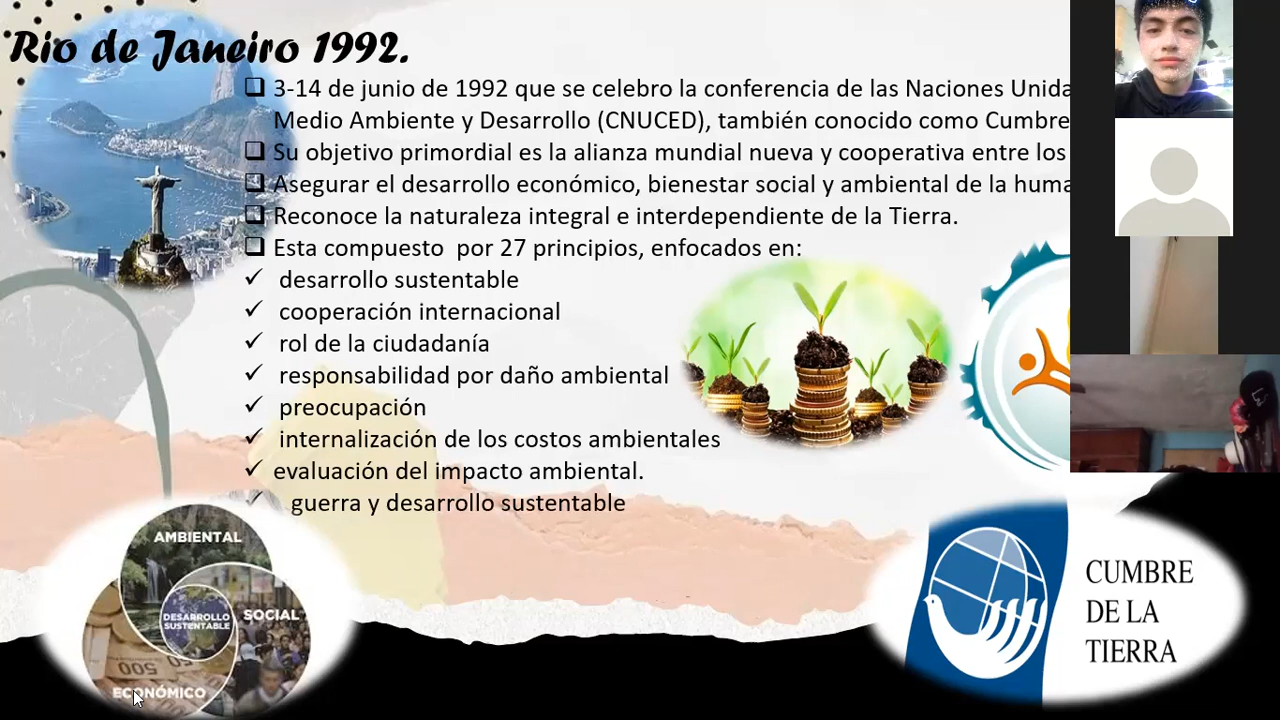 Rio de Janeiro 1992.
3-14 de junio de 1992 que se celebro la conferencia de las Naciones Unida
Medio Ambiente y Desarrollo (CNUCED), también conocido como Cumbre
Su objetivo primordial es la alianza mundial nueva y cooperativa entre los
Asegurar el desarrollo económico, bienestar social y ambiental de la huma
Reconoce la naturaleza integral e interdependiente de la Tierra.
Esta compuesto por 27 principios, enfocados en:
desarrollo sustentable
cooperación internacional
rol de la ciudadanía
responsabilidad por daño ambiental
preocupación
internalización de los costos ambientales
evaluación del impacto ambiental.
guerra y desarrollo sustentable
AMBIENTAL
DESARROLLO
SUSTENTABLE
SOCIAL
500
50
ECONÓMICO
CUMBRE
DE LA
TIERRA